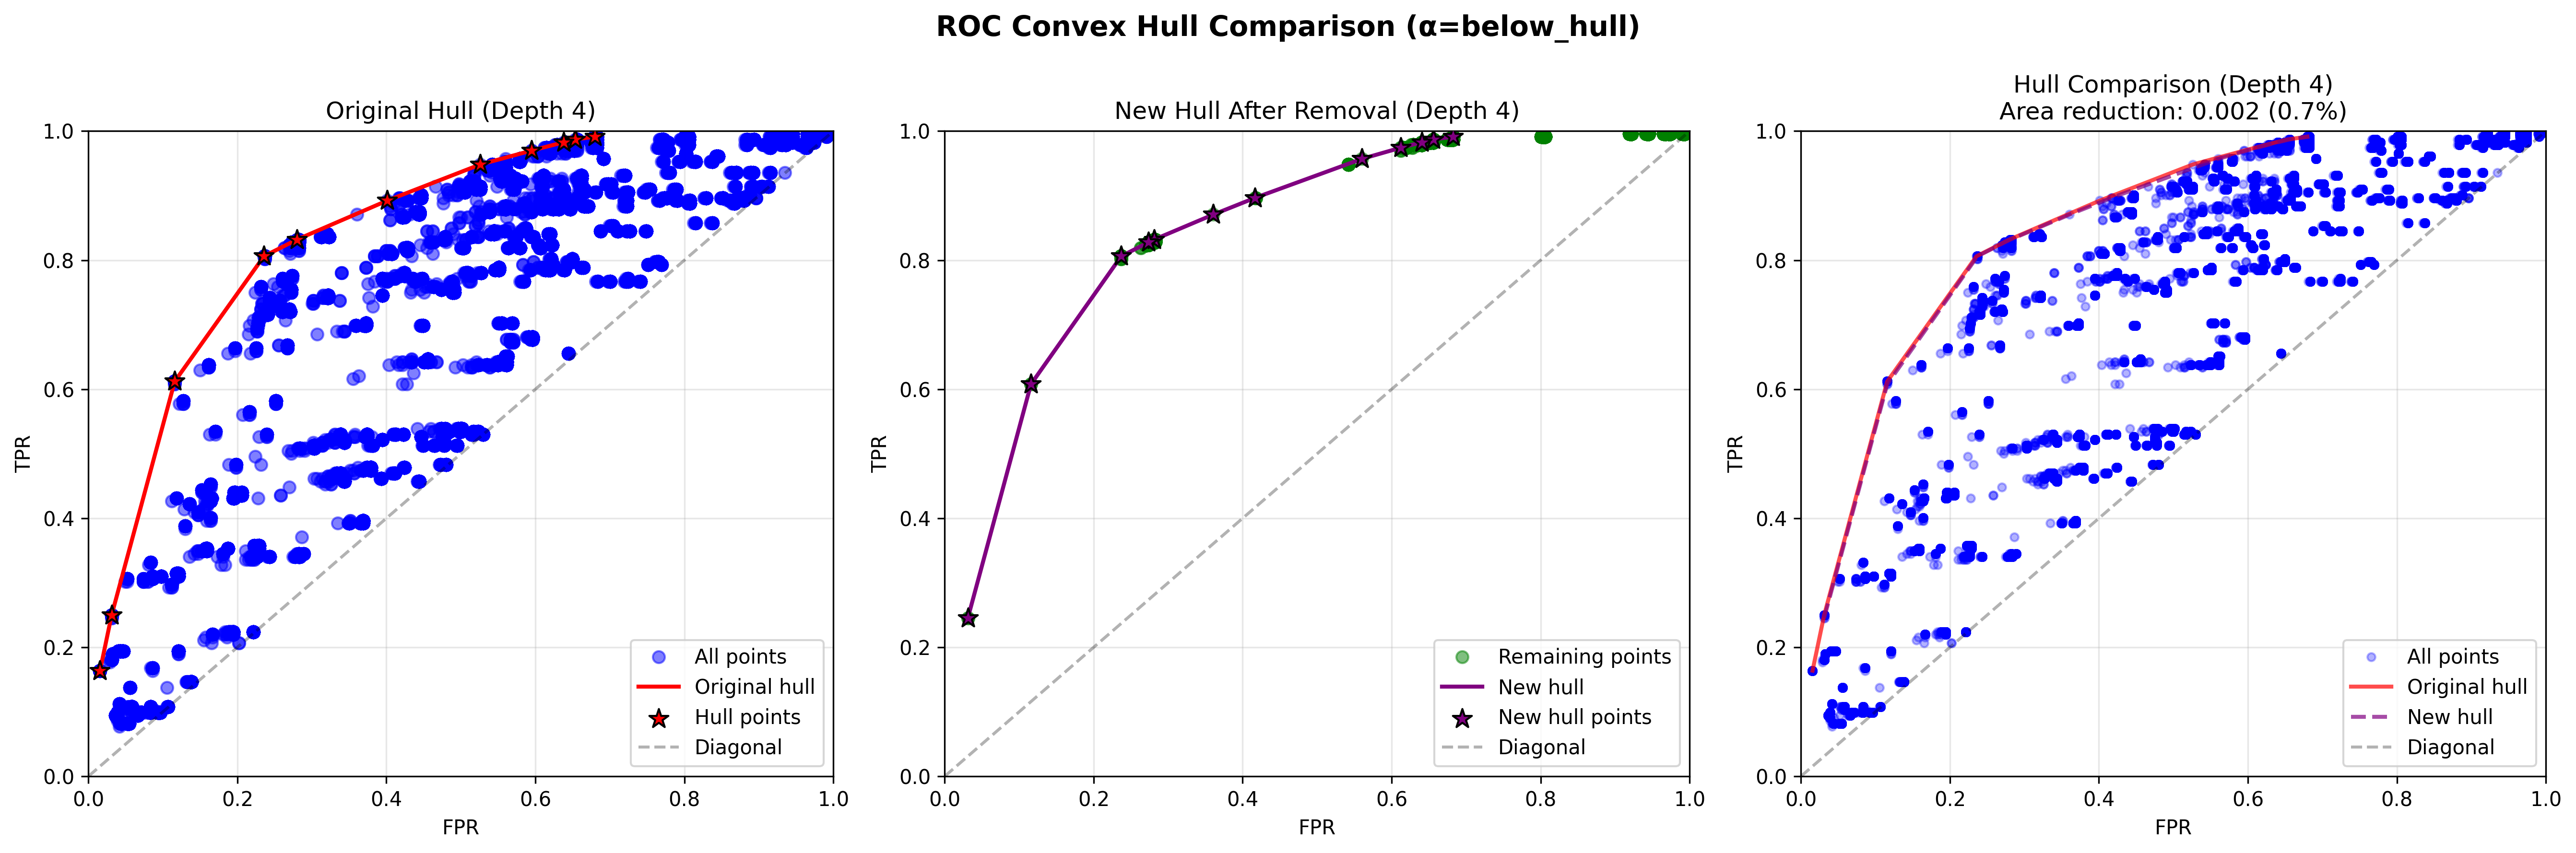 ROC Convex Hull Comparison (α=below_hull)
Original Hull (Depth 4)
1.0
0.8
0.6
0.4
0.2
0.0
TPR
0.0 0.2 0.4 0.6 0.8 1.0
FPR
All points
Original hull
Hull points
Diagonal
New Hull After Removal (Depth 4)
1.0
0.8
0.6
0.4
0.2
0.0
TPR
0.0 0.2 0.4 0.6 0.8 1.0
FPR
Remaining points
New hull
New hull points
Diagonal
Hull Comparison (Depth 4)
Area reduction: 0.002 (0.7%)
1.0
0.8
0.6
0.4
0.2
0.0
TPR
0.0 0.2 0.4 0.6 0.8 1.0
FPR
All points
Original hull
New hull
Diagonal